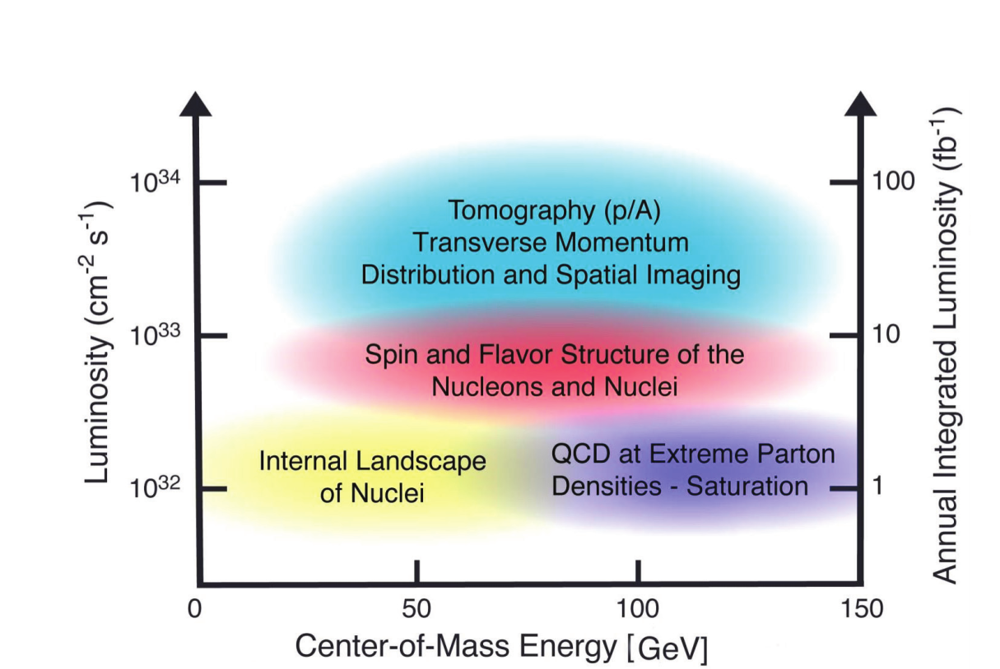 Luminosity (cm⁻² s⁻¹)
10³⁴
10³³
10³²
Tomography (p/A)
Transverse Momentum
Distribution and Spatial Imaging
Spin and Flavor Structure of the
Nucleons and Nuclei
Internal Landscape
of Nuclei
QCD at Extreme Parton
Densities - Saturation
100
10
1
Annual Integrated Luminosity (fb⁻¹)
0 50 100 150
Center-of-Mass Energy [GeV]